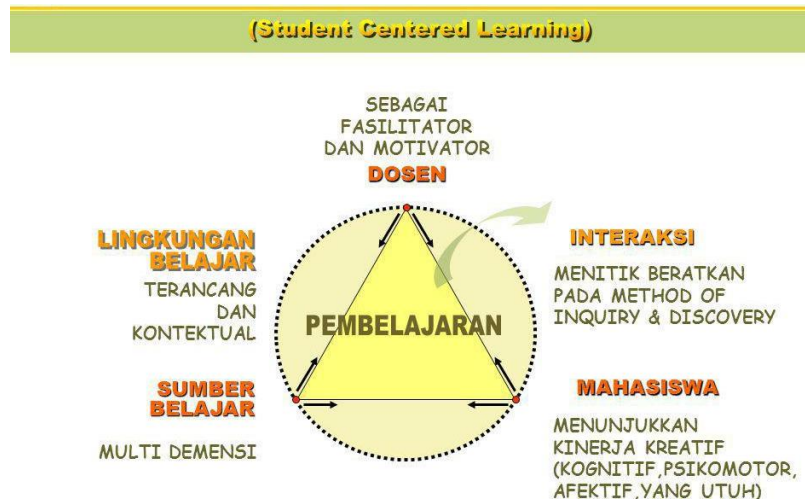 (Student Centered Learning)
SEBAGAI
FASILITATOR
DAN MOTIVATOR
DOSEN
LINGKUNGAN
BELAJAR
TERANCANG
DAN
KONTEKTUAL
INTERAKSI
MENITIK BERATKAN
PADA METHOD OF
INQUIRY & DISCOVERY
PEMBELAJARAN
SUMBER
BELAJAR
MULTI DEMENSI
MAHASISWA
MENUNJUKKAN
KINERJA KREATIF
(KOGNITIF,PSIKOMOTOR,
AFEKTIF,YANG UTUH)